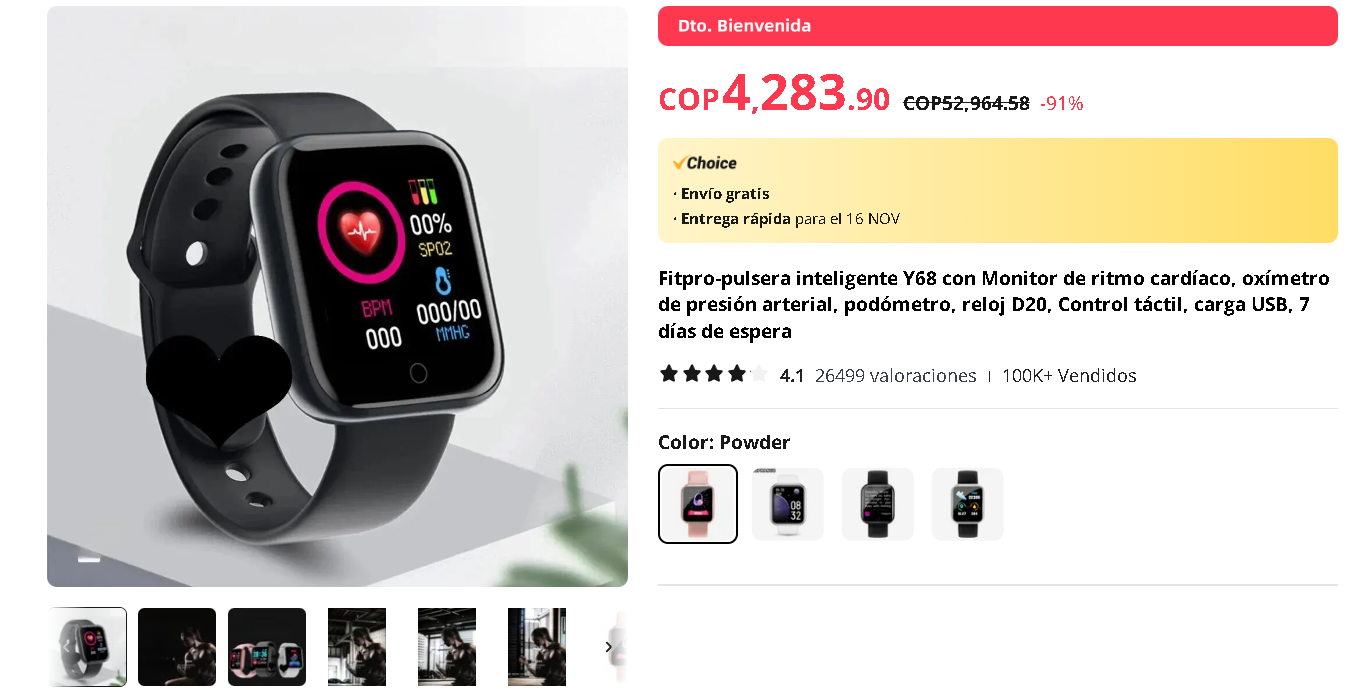 Dto. Bienvenida
COP4,283.90 COP52,964.58 -91%
Choice
· Envío gratis
· Entrega rápida para el 16 NOV
Fitpro-pulsera inteligente Y68 con Monitor de ritmo cardíaco, oxímetro
de presión arterial, podómetro, reloj D20, Control táctil, carga USB, 7
días de espera
4.1 26499 valoraciones | 100K+ Vendidos
Color: Powder
00%
SPO2
BPM
000
000/00
MMHG
08
32